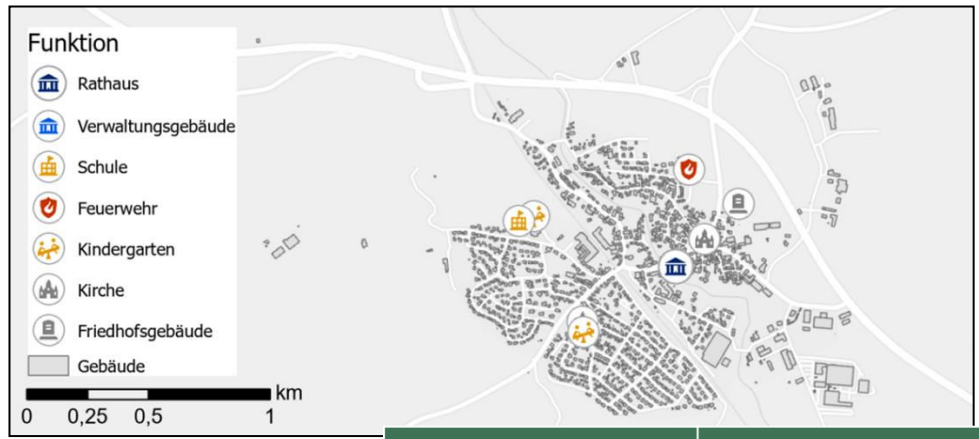 Funktion
Rathaus
Verwaltungsgebäude
Schule
Feuerwehr
Kindergarten
Kirche
Friedhofsgebäude
Gebäude
km
0 0,25 0,5 1